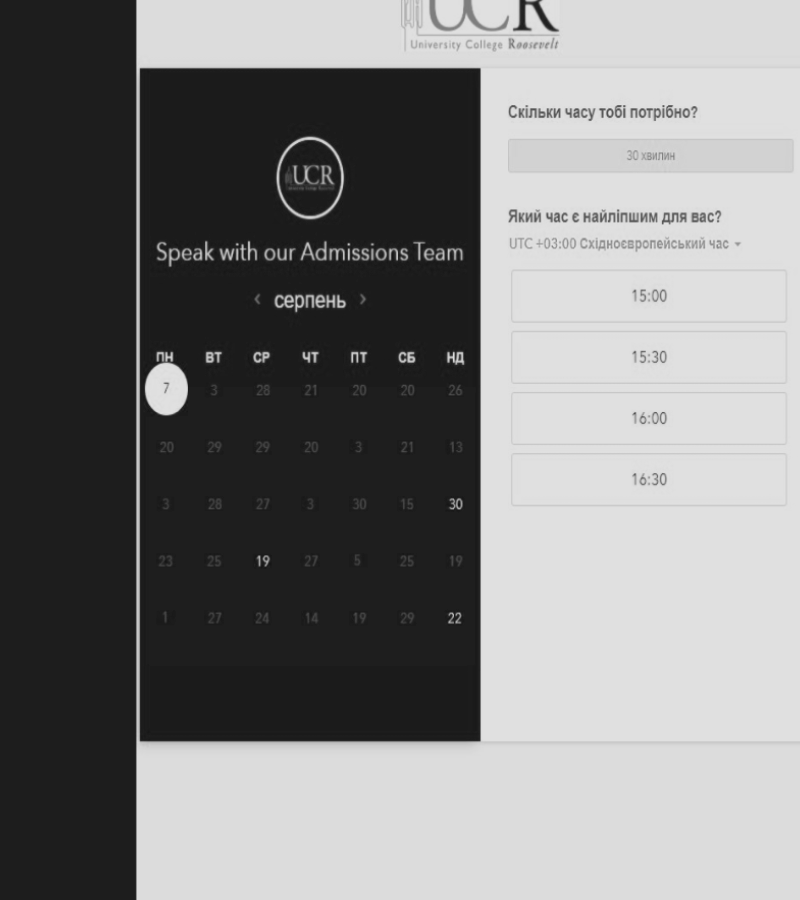 UCR
University College Roosevelt
UCR
Speak with our Admissions Team
‹ серпень ›
ПН ВТ СР ЧТ ПТ СБ НД
7 3 28 21 20 20 26
20 29 29 20 3 21 13
3 28 27 3 30 15 30
23 25 19 27 5 25 19
1 27 24 14 19 29 22
Скільки часу тобі потрібно?
30 хвилин
Який час є найліпшим для вас?
UTC +03:00 Східноєвропейський час
15:00
15:30
16:00
16:30